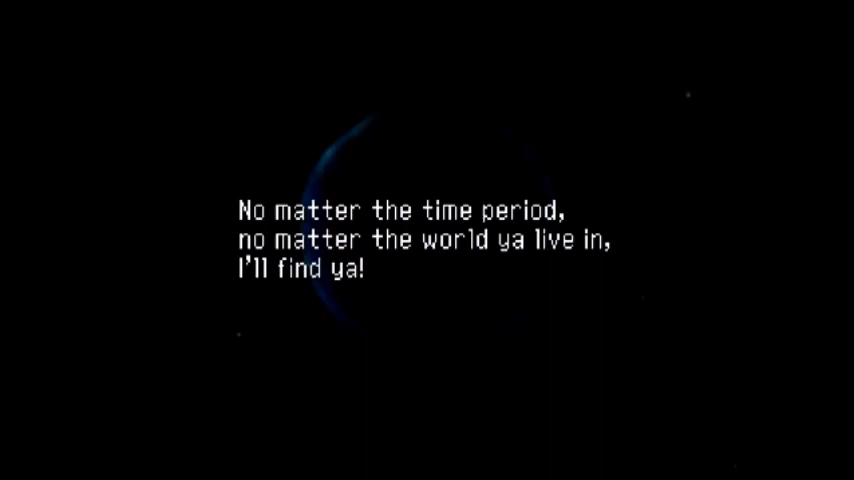 No matter the time period,
no matter the world ya live in,
I'll find ya!